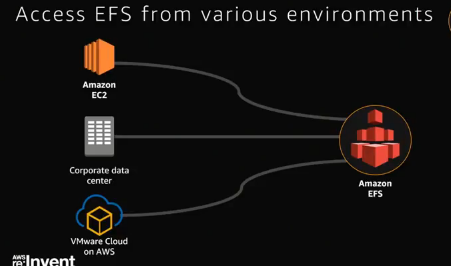 Access EFS from various environments
Amazon
EC2
Corporate data
center
Amazon
EFS
VMware Cloud
on AWS
AWS
re:Invent